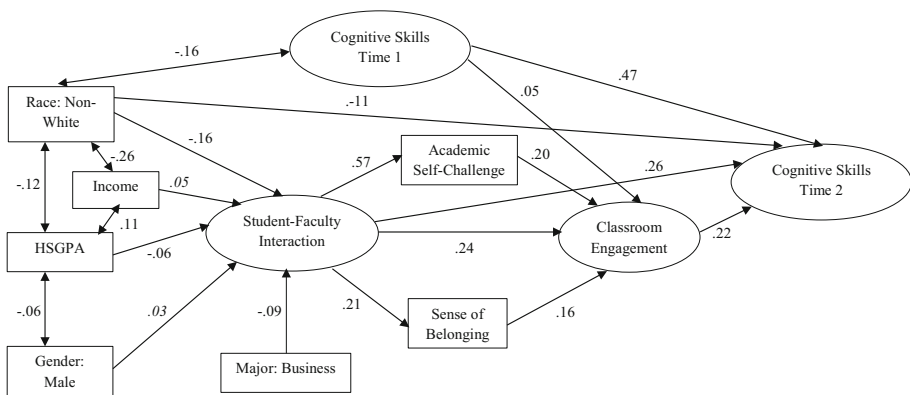 Cognitive Skills
Time 1
-.16
.47
.05
Race: Non-
White
.-11
-.16
-.26
Academic
Self-Challenge
.57
.20
Cognitive Skills
Time 2
-.12
Income
.05
.26
.11
Student-Faculty
Interaction
Classroom
Engagement
HSGPA
-.06
.24
.22
-.06
.03
-.09
.21
Sense of
Belonging
.16
Gender:
Male
Major: Business